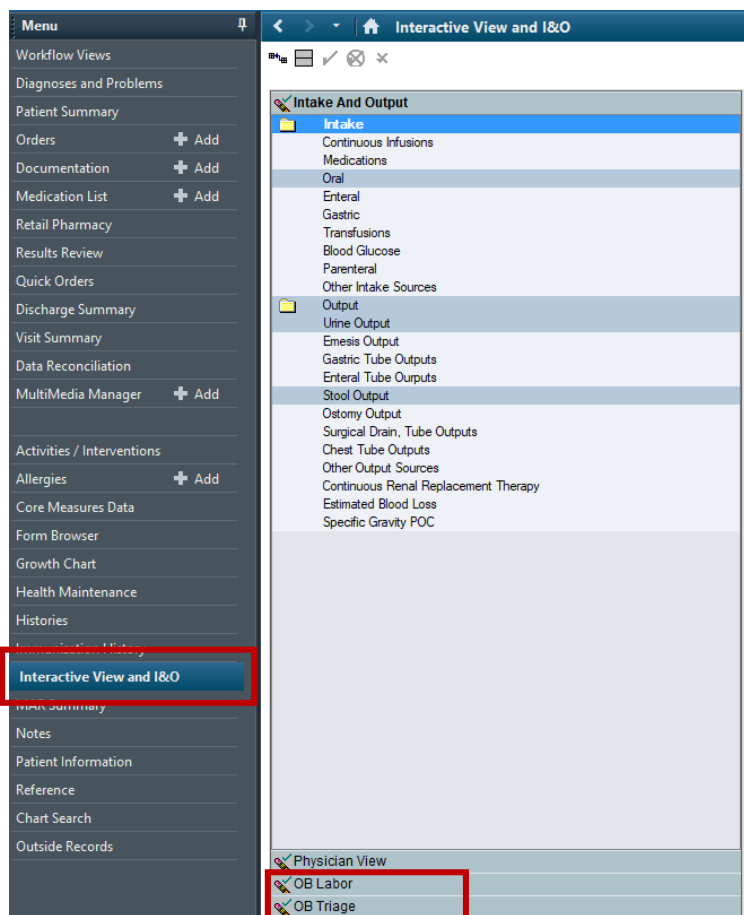 Menu
Workflow Views
Diagnoses and Problems
Patient Summary
Orders Add
Documentation Add
Medication List Add
Retail Pharmacy
Results Review
Quick Orders
Discharge Summary
Visit Summary
Data Reconciliation
MultiMedia Manager Add
Activities / Interventions
Allergies Add
Core Measures Data
Form Browser
Growth Chart
Health Maintenance
Histories
Immunization History
Interactive View and I&O
MAR Summary
Notes
Patient Information
Reference
Chart Search
Outside Records
Interactive View and I&O
Intake And Output
Intake
Continuous Infusions
Medications
Oral
Enteral
Gastric
Transfusions
Blood Glucose
Parenteral
Other Intake Sources
Output
Urine Output
Emesis Output
Gastric Tube Outputs
Enteral Tube Ourputs
Stool Output
Ostomy Output
Surgical Drain, Tube Outputs
Chest Tube Outputs
Other Output Sources
Continuous Renal Replacement Therapy
Estimated Blood Loss
Specific Gravity POC
Physician View
OB Labor
OB Triage